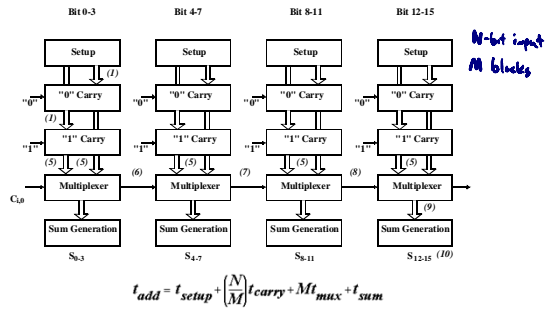 Bit 0-3 Bit 4-7 Bit 8-11 Bit 12-15
N-bit input
M blocks
Setup Setup Setup Setup
(1)
"0" "0" Carry "0" "0" Carry "0" "0" Carry "0" "0" Carry
(1)
"1" "1" Carry "1" "1" Carry "1" "1" Carry "1" "1" Carry
(5) (5) (5) (5) (5)
(6) (7) (8)
Ci,0 Multiplexer Multiplexer Multiplexer Multiplexer
(9)
Sum Generation Sum Generation Sum Generation Sum Generation
S0-3 S4-7 S8-11 S12-15 (10)
tadd = tsetup + (N/M)tcarry + Mtmux + tsum